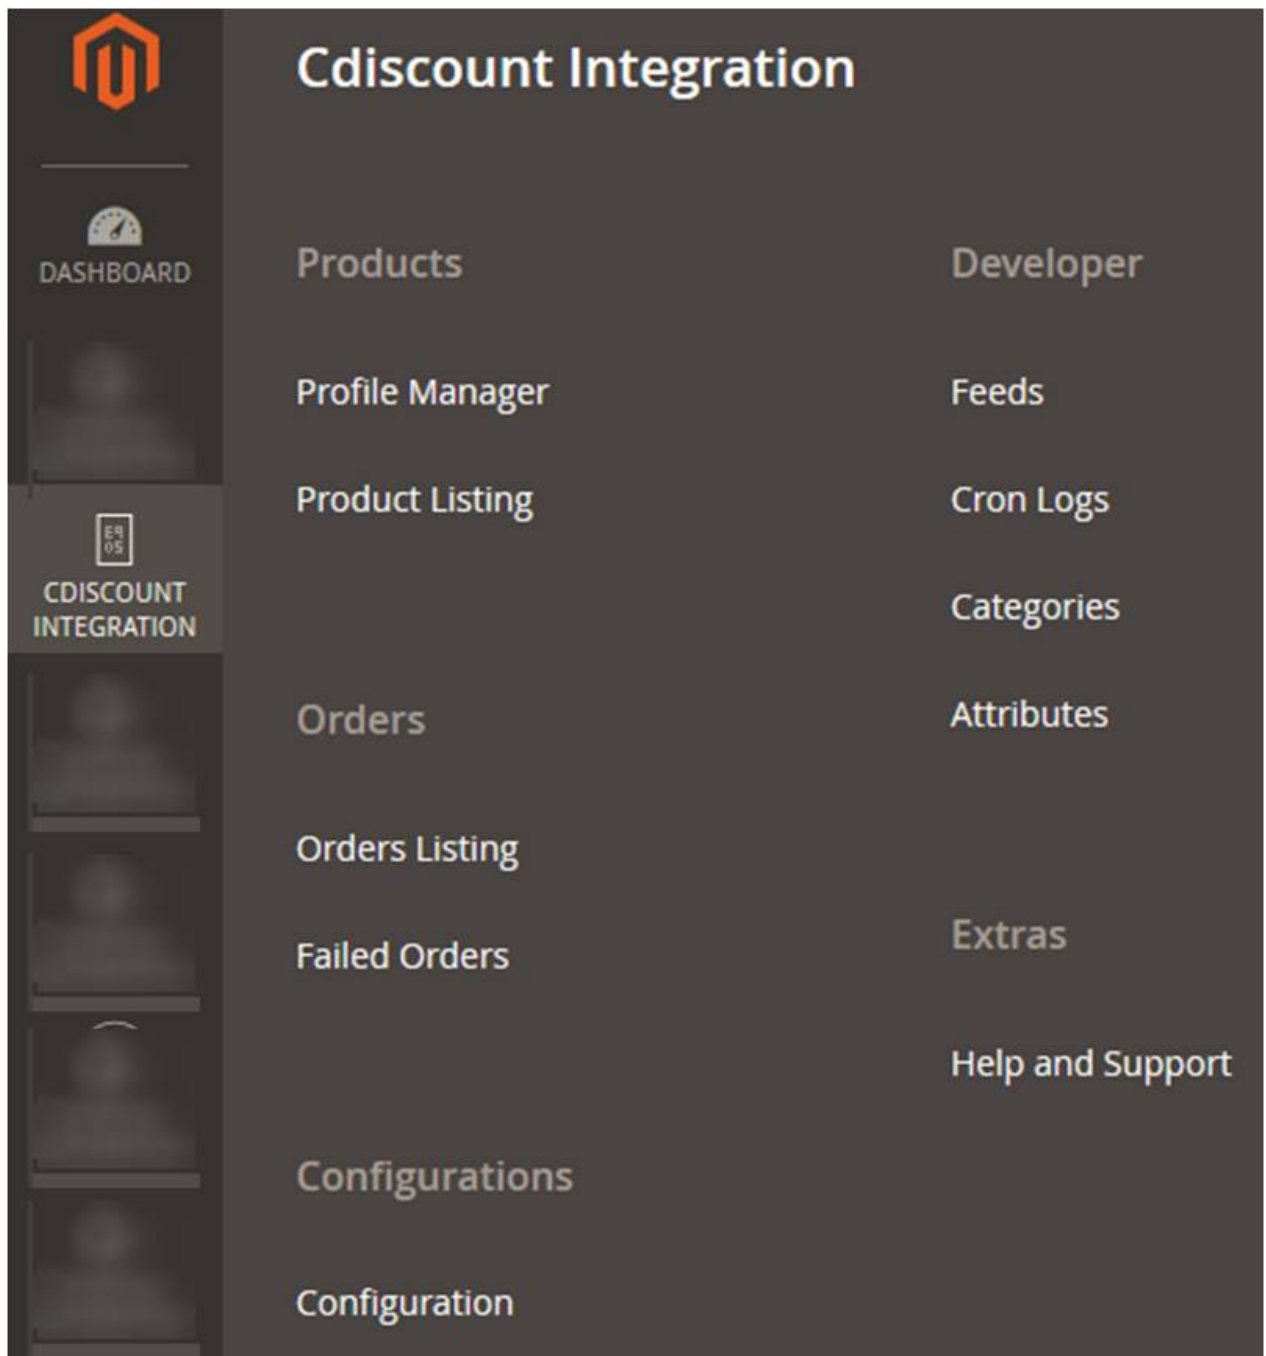 Cdiscount Integration
DASHBOARD
CDISCOUNT
INTEGRATION
Products
Profile Manager
Product Listing
Orders
Orders Listing
Failed Orders
Configurations
Configuration
Developer
Feeds
Cron Logs
Categories
Attributes
Extras
Help and Support